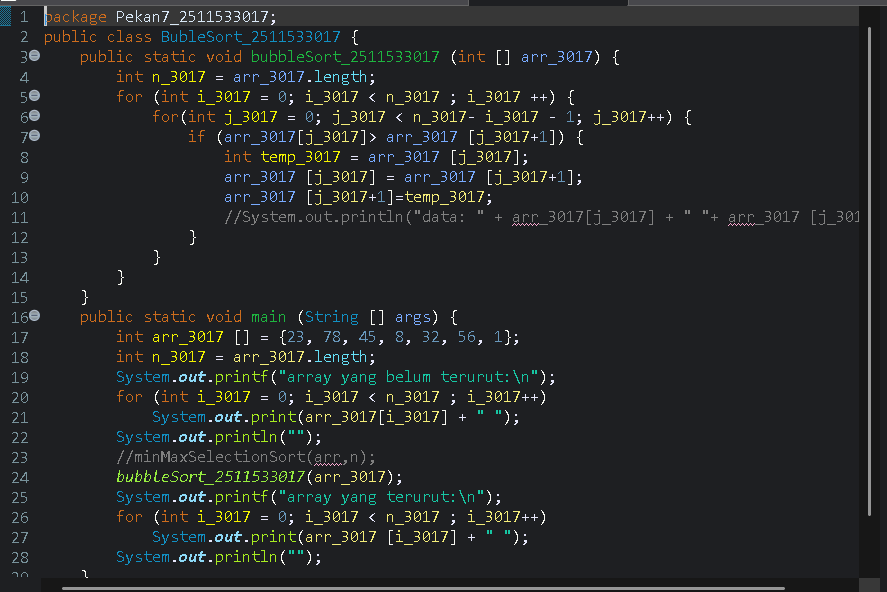 1 package Pekan7_2511533017;
2 public class BubleSort_2511533017 {
3 public static void bubbleSort_2511533017 (int [] arr_3017) {
4 int n_3017 = arr_3017.length;
5 for (int i_3017 = 0; i_3017 < n_3017 ; i_3017 ++) {
6 for(int j_3017 = 0; j_3017 < n_3017- i_3017 - 1; j_3017++) {
7 if (arr_3017[j_3017]> arr_3017 [j_3017+1]) {
8 int temp_3017 = arr_3017 [j_3017];
9 arr_3017 [j_3017] = arr_3017 [j_3017+1];
10 arr_3017 [j_3017+1]=temp_3017;
11 //System.out.println("data: " + arr_3017[j_3017] + " "+ arr_3017 [j_301
12 }
13 }
14 }
15 }
16 public static void main (String [] args) {
17 int arr_3017 [] = {23, 78, 45, 8, 32, 56, 1};
18 int n_3017 = arr_3017.length;
19 System.out.printf("array yang belum terurut:\n");
20 for (int i_3017 = 0; i_3017 < n_3017 ; i_3017++)
21 System.out.print(arr_3017[i_3017] + " ");
22 System.out.println("");
23 //minMaxSelectionSort(arr,n);
24 bubbleSort_2511533017(arr_3017);
25 System.out.printf("array yang terurut:\n");
26 for (int i_3017 = 0; i_3017 < n_3017 ; i_3017++)
27 System.out.print(arr_3017 [i_3017] + " ");
28 System.out.println("");
29 }